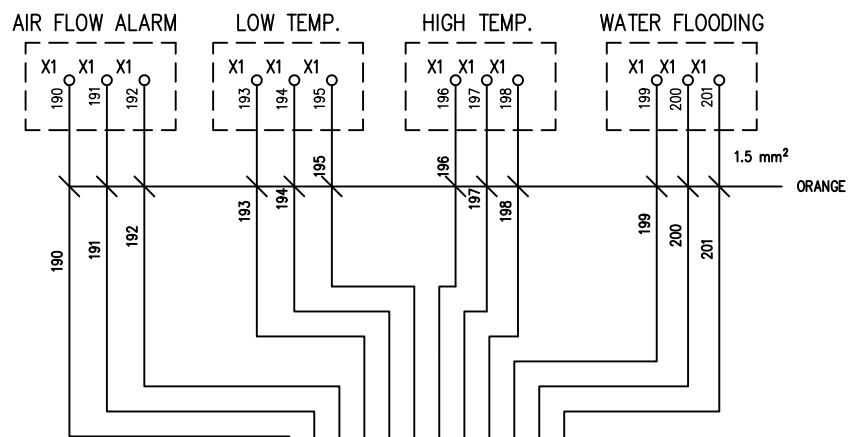 AIR FLOW ALARM LOW TEMP. HIGH TEMP. WATER FLOODING
X1 X1 X1 X1 X1 X1 X1 X1 X1 X1 X1 X1
190 191 192 193 194 195 196 197 198 199 200 201
1.5 mm²
ORANGE
190 191 192 193 194 195 196 197 198 199 200 201